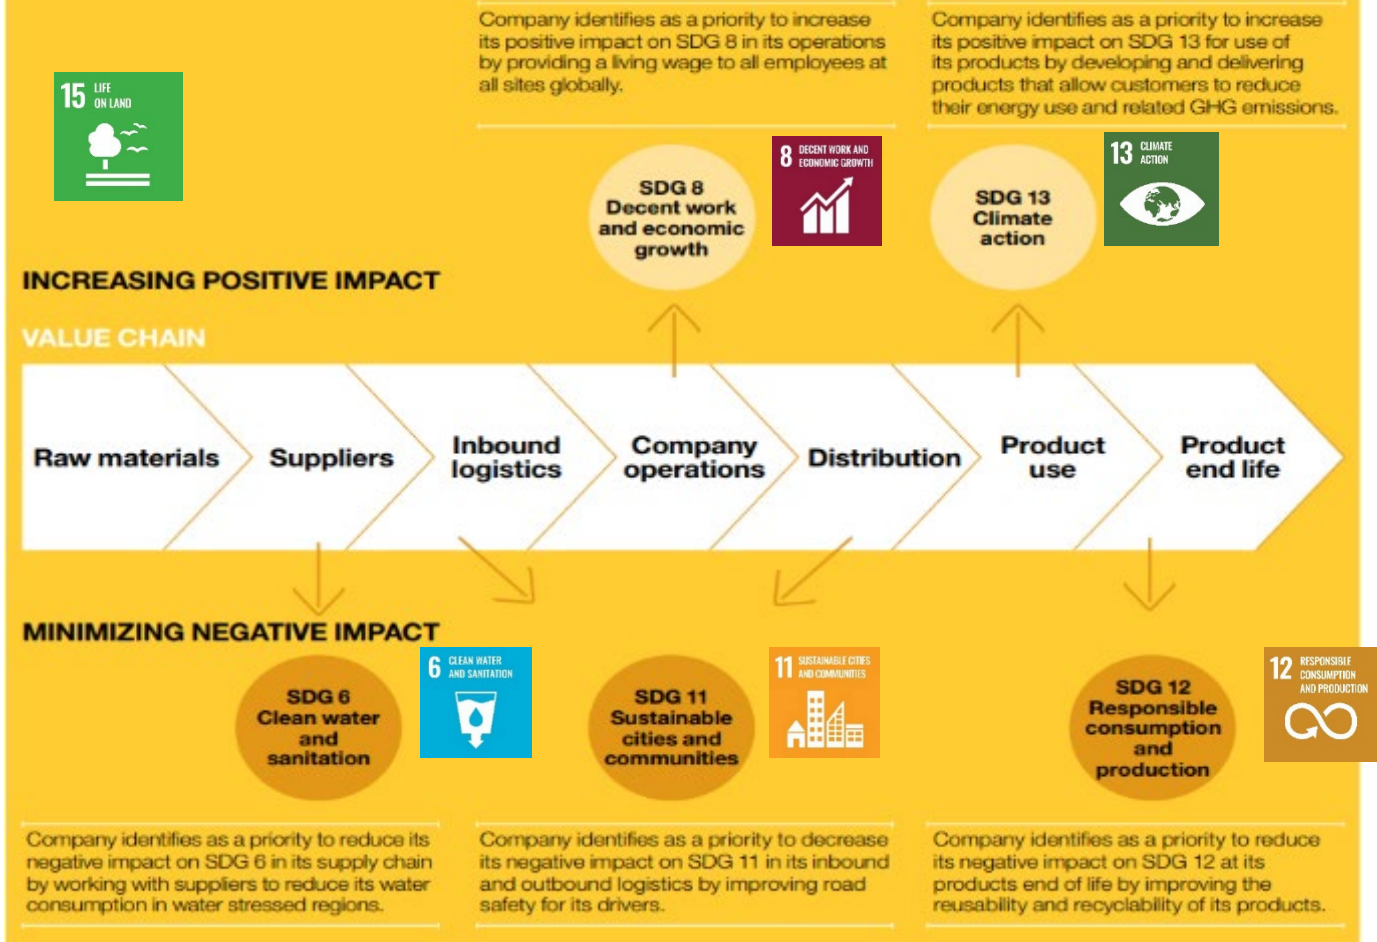 Company identifies as a priority to increase
its positive impact on SDG 8 in its operations
by providing a living wage to all employees at
all sites globally.
Company identifies as a priority to increase
its positive impact on SDG 13 for use of
its products by developing and delivering
products that allow customers to reduce
their energy use and related GHG emissions.
15 LIFE
ON LAND
SDG 8
Decent work
and economic
growth
8 DECENT WORK AND
ECONOMIC GROWTH
SDG 13
Climate
action
13 CLIMATE
ACTION
INCREASING POSITIVE IMPACT
VALUE CHAIN
Raw materials
Suppliers
Inbound
logistics
Company
operations
Distribution
Product
use
Product
end life
MINIMIZING NEGATIVE IMPACT
SDG 6
Clean water
and
sanitation
6 CLEAN WATER
AND SANITATION
SDG 11
Sustainable
cities and
communities
11 SUSTAINABLE CITIES
AND COMMUNITIES
SDG 12
Responsible
consumption
and
production
12 RESPONSIBLE
CONSUMPTION
AND PRODUCTION
Company identifies as a priority to reduce its
negative impact on SDG 6 in its supply chain
by working with suppliers to reduce its water
consumption in water stressed regions.
Company identifies as a priority to decrease
its negative impact on SDG 11 in its inbound
and outbound logistics by improving road
safety for its drivers.
Company identifies as a priority to reduce
its negative impact on SDG 12 at its
products end of life by improving the
reusability and recyclability of its products.